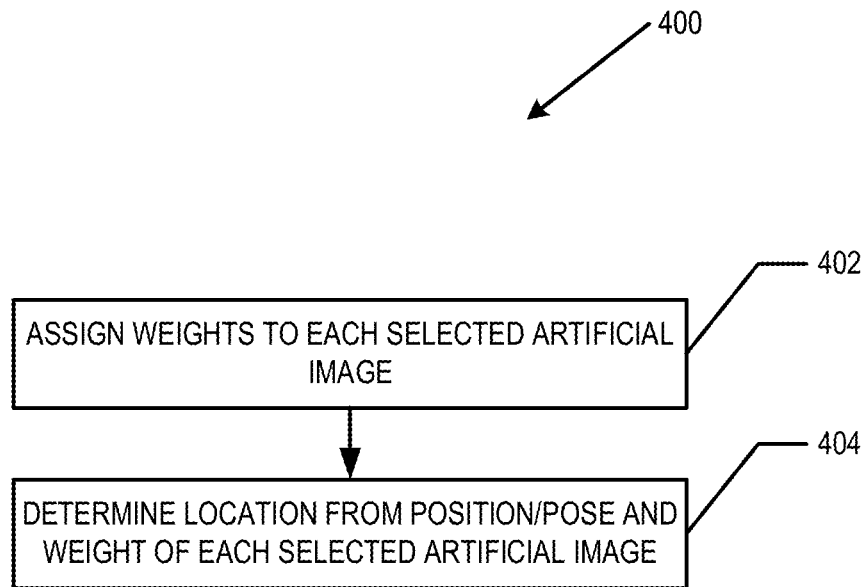 400
402
ASSIGN WEIGHTS TO EACH SELECTED ARTIFICIAL
IMAGE
404
DETERMINE LOCATION FROM POSITION/POSE AND
WEIGHT OF EACH SELECTED ARTIFICIAL IMAGE